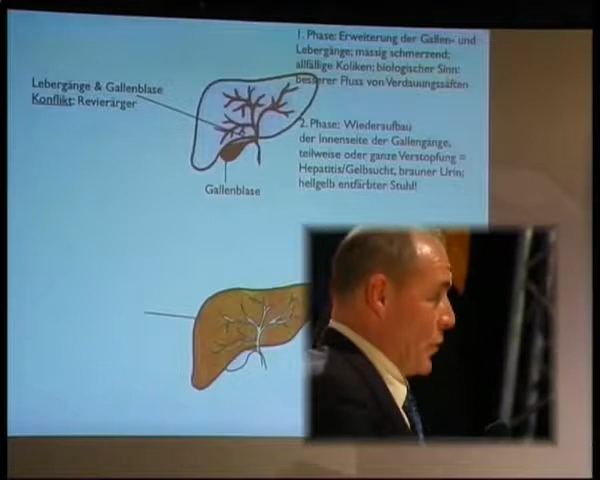 1. Phase: Erweiterung der Gallen- und
Lebergänge; mässig schmerzend;
allfällige Koliken; biologischer Sinn:
besserer Fluss von Verdauungssäften
Lebergänge & Gallenblase
Konflikt: Revierärger
2. Phase: Wiederaufbau
der Innenseite der Gallengänge,
teilweise oder ganze Verstopfung =
Hepatitis/Gelbsucht, brauner Urin;
hellgelb entfärbter Stuhl!
Gallenblase